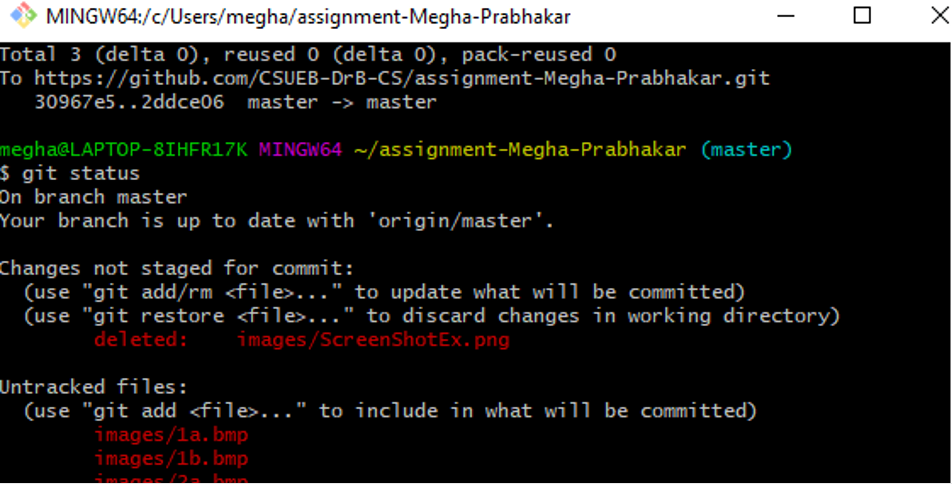 MINGW64:/c/Users/megha/assignment-Megha-Prabhakar
Total 3 (delta 0), reused 0 (delta 0), pack-reused 0
To https://github.com/CSUEB-DrB-CS/assignment-Megha-Prabhakar.git
   30967e5..2ddce06  master -> master
megha@LAPTOP-8IHFR17K MINGW64 ~/assignment-Megha-Prabhakar (master)
$ git status
On branch master
Your branch is up to date with 'origin/master'.
Changes not staged for commit:
  (use "git add/rm <file>..." to update what will be committed)
  (use "git restore <file>..." to discard changes in working directory)
        deleted:    images/ScreenShotEx.png
Untracked files:
  (use "git add <file>..." to include in what will be committed)
        images/1a.bmp
        images/1b.bmp
        images/2a.bmp